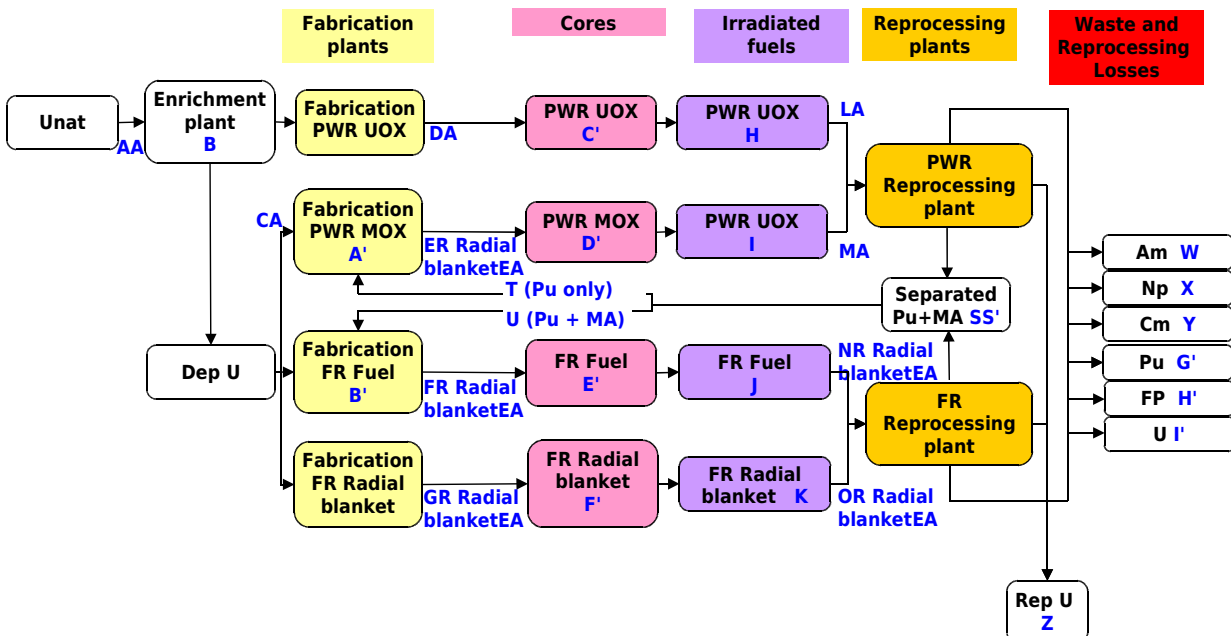 Fabrication
plants
Cores
Irradiated
fuels
Reprocessing
plants
Waste and
Reprocessing
Losses
Unat
AA
Enrichment
plant
B
Fabrication
PWR UOX
DA
PWR UOX
C'
PWR UOX
H
LA
PWR
Reprocessing
plant
CA
Fabrication
PWR MOX
A'
ER Radial
blanketEA
PWR MOX
D'
PWR UOX
I
MA
Am W
Np X
Cm Y
Pu G'
FP H'
U I'
T (Pu only)
U (Pu + MA)
Separated
Pu+MA SS'
Dep U
Fabrication
FR Fuel
B'
FR Radial
blanketEA
FR Fuel
E'
FR Fuel
J
NR Radial
blanketEA
FR
Reprocessing
plant
Fabrication
FR Radial
blanket
GR Radial
blanketEA
FR Radial
blanket
F'
FR Radial
blanket K
OR Radial
blanketEA
Rep U
Z